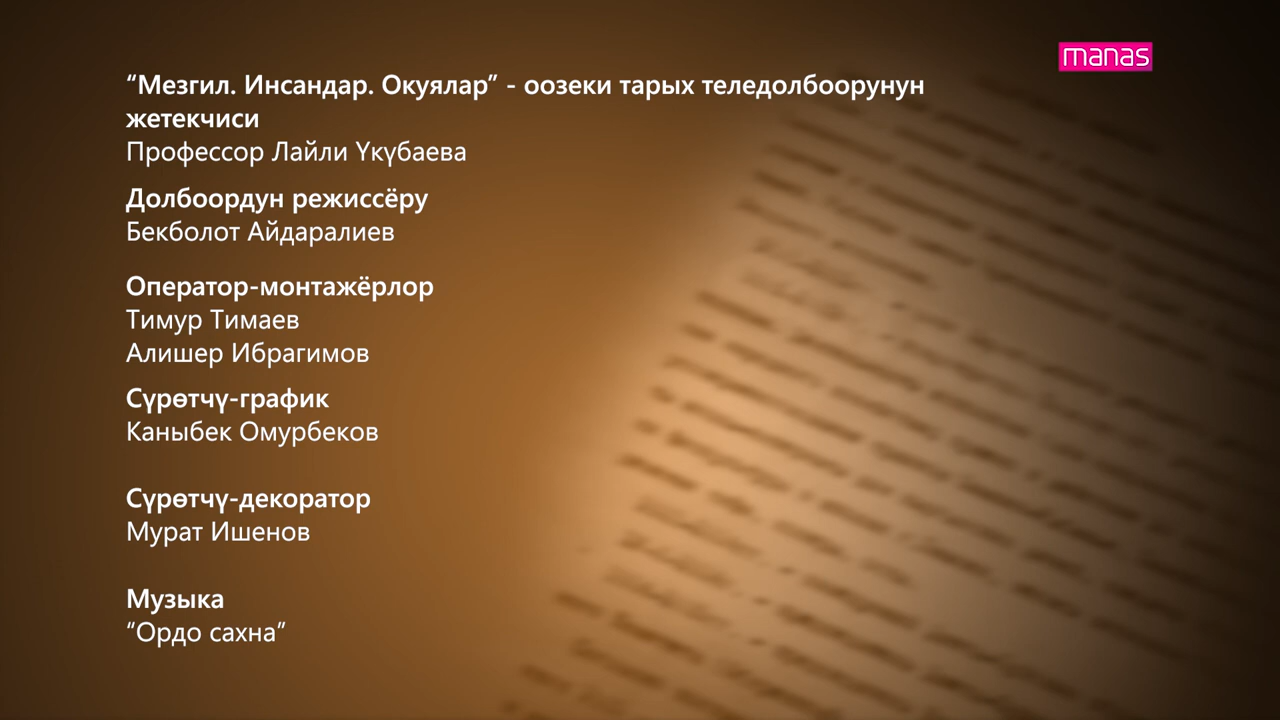 manas
“Мезгил. Инсандар. Окуялар” - оозеки тарых теледолбоорунун
жетекчиси
Профессор Лайли Үкүбаева
Долбоордун режиссёру
Бекболот Айдаралиев
Оператор-монтажёрлор
Тимур Тимаев
Алишер Ибрагимов
Сүрөтчү-график
Каныбек Омурбеков
Сүрөтчү-декоратор
Мурат Ишенов
Музыка
“Ордо сахна”